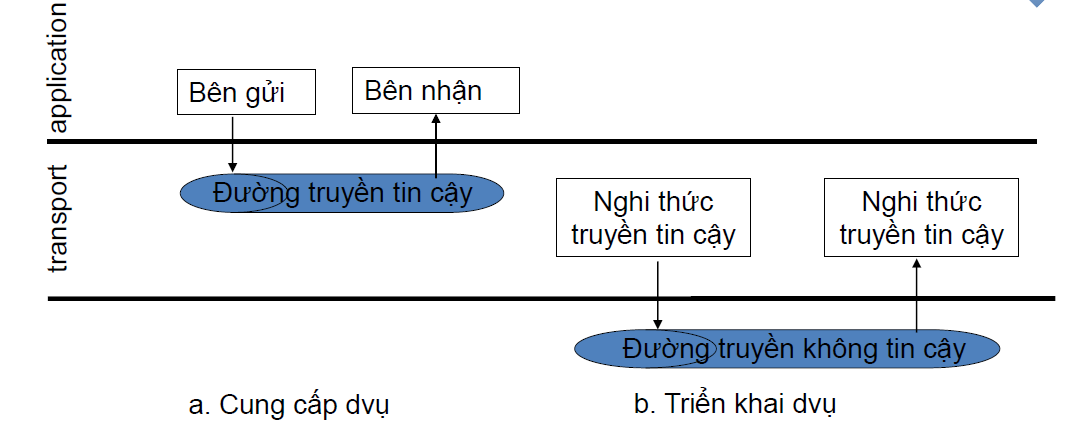 application
Bên gửi
Bên nhận
transport
Đường truyền tin cậy
Nghi thức
truyền tin cậy
Nghi thức
truyền tin cậy
Đường truyền không tin cậy
a. Cung cấp dvụ
b. Triển khai dvụ